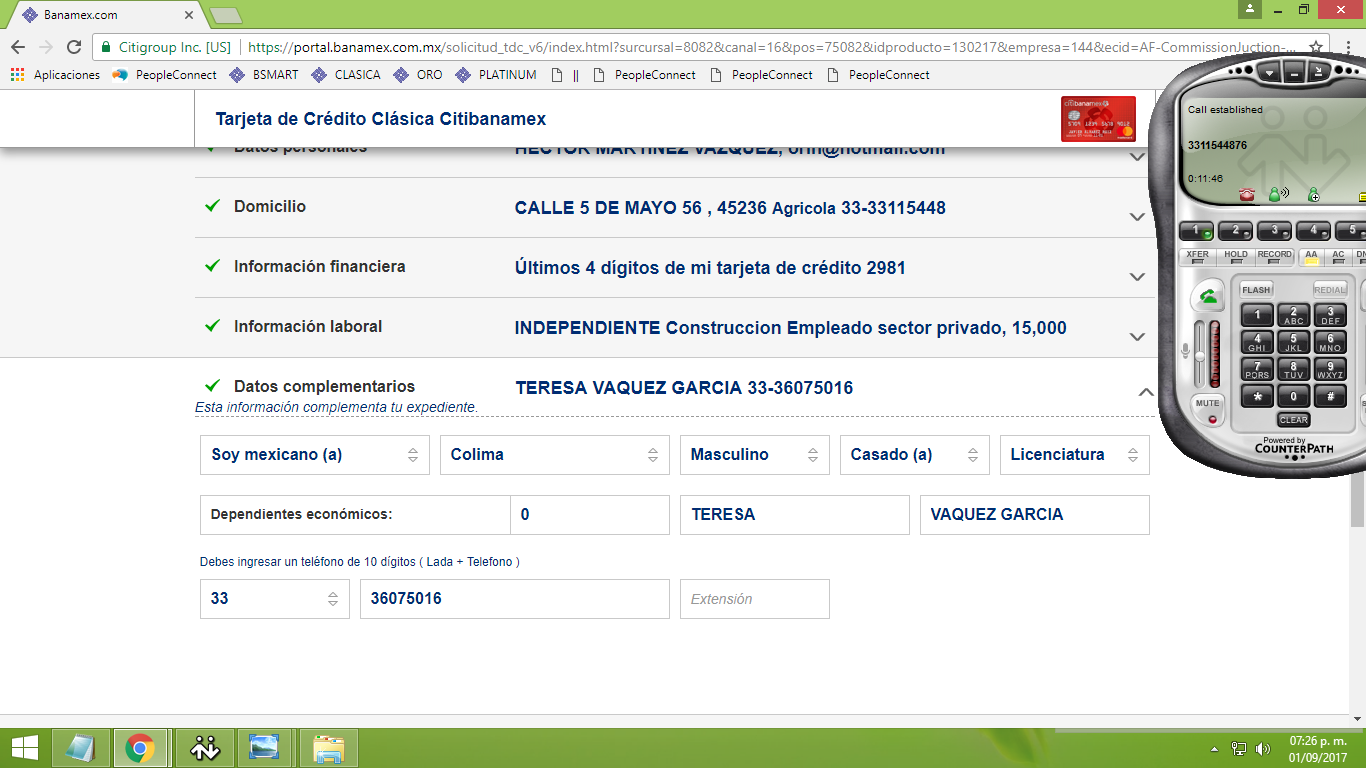 Banamex.com
Citigroup Inc. [US]
https://portal.banamex.com.mx/solicitud_tdc_v6/index.html?surcursal=8082&canal=16&pos=75082&idproducto=130217&empresa=144&ecid=AF-CommissionJuction-...
Aplicaciones PeopleConnect BSMART CLASICA ORO PLATINUM || PeopleConnect PeopleConnect PeopleConnect
Tarjeta de Crédito Clásica Citibanamex
citibanamex
Datos personales HECTOR MARTINEZ VAZQUEZ, orin@hotmail.com
Domicilio CALLE 5 DE MAYO 56 , 45236 Agricola 33-33115448
Información financiera Últimos 4 dígitos de mi tarjeta de crédito 2981
Información laboral INDEPENDIENTE Construccion Empleado sector privado, 15,000
Datos complementarios TERESA VAQUEZ GARCIA 33-36075016
Esta información complementa tu expediente.
Soy mexicano (a) Colima Masculino Casado (a) Licenciatura
Dependientes económicos: 0 TERESA VAQUEZ GARCIA
Debes ingresar un teléfono de 10 dígitos ( Lada + Telefono )
33 36075016 Extensión
Call established
3311544876
0:11:46
1 2 3 4 5
XFER HOLD RECORD AA AC
FLASH REDIAL
1 2 ABC 3 DEF
4 GHI 5 JKL 6 MNO
7 PQRS 8 TUV 9 WXYZ
* 0 #
MUTE
CLEAR
Powered by
COUNTERPATH
07:26 p. m.
01/09/2017